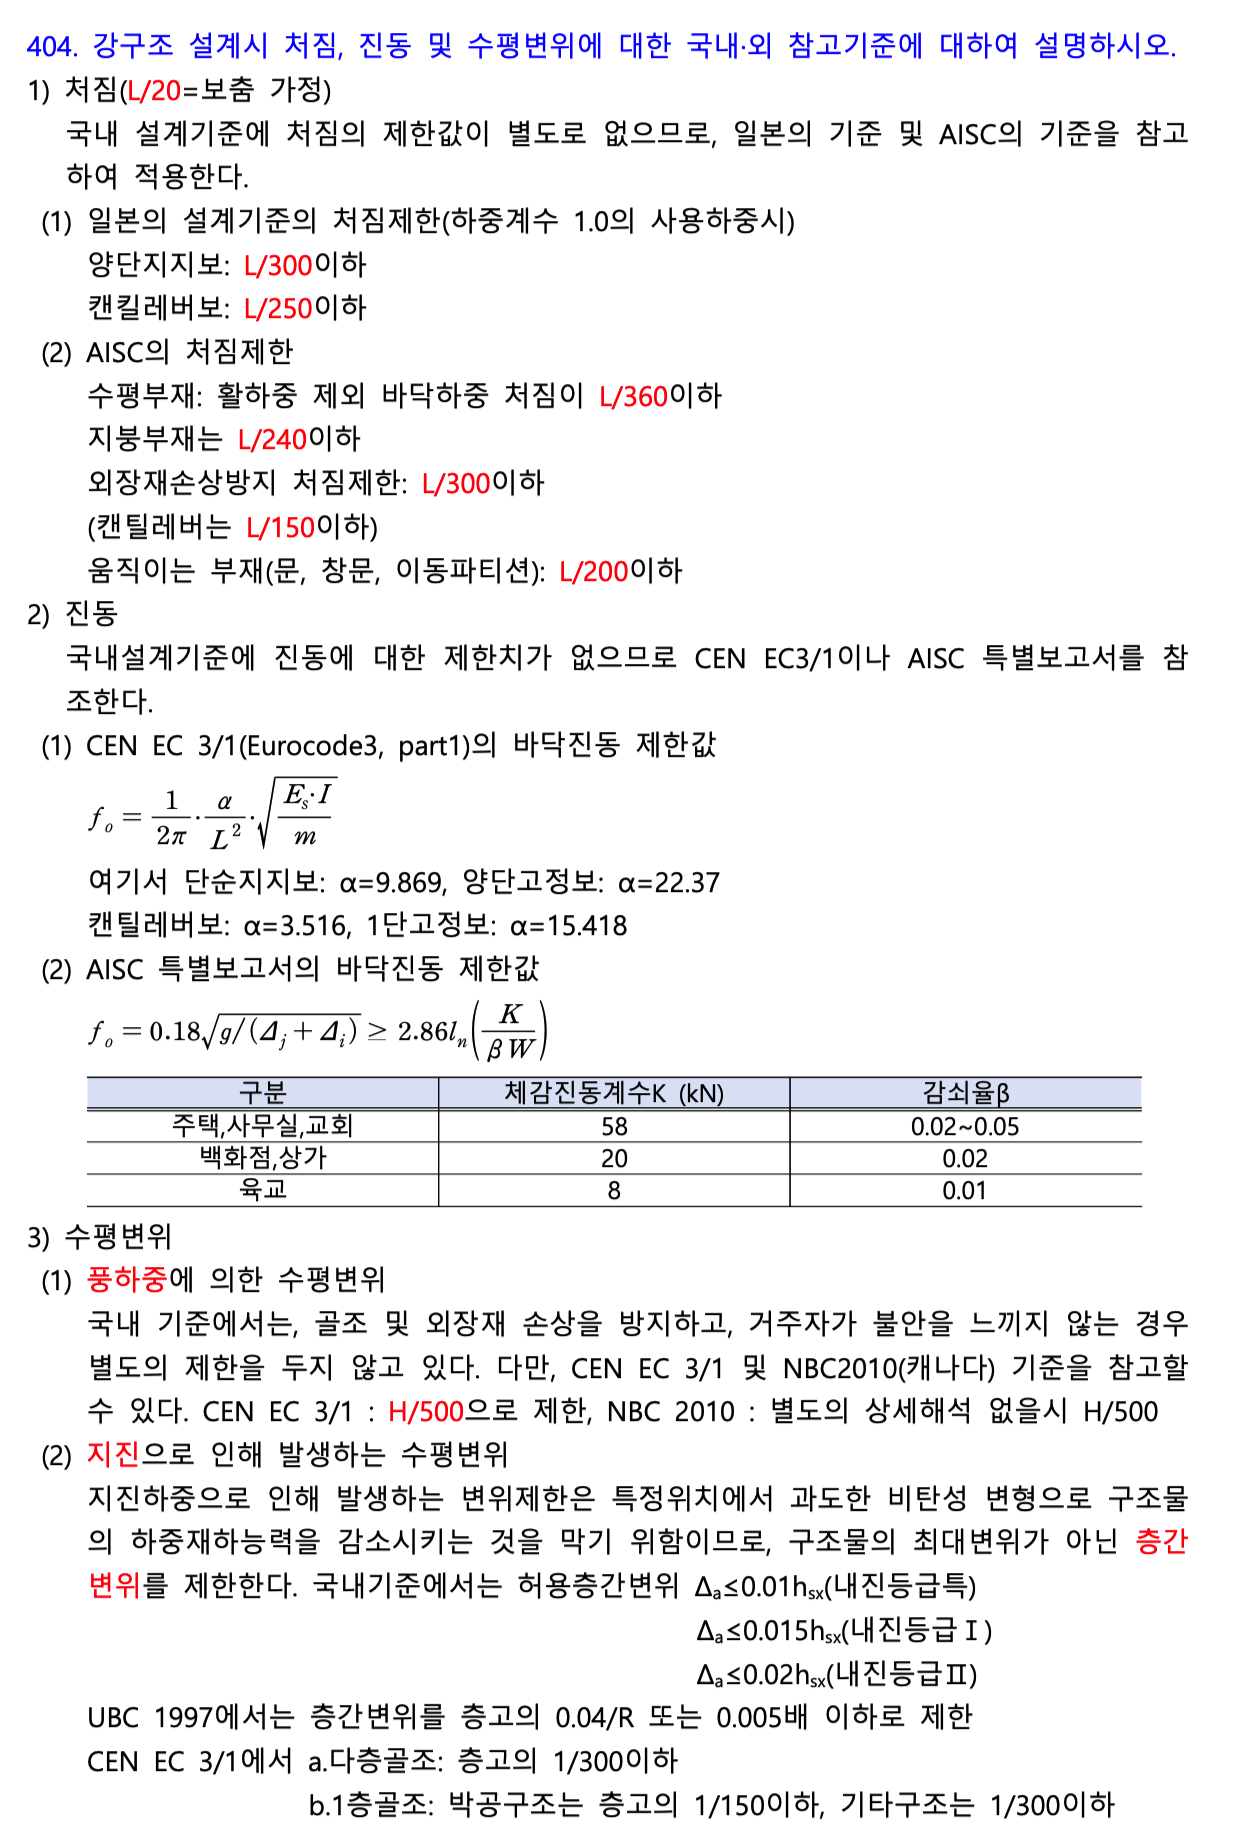 404. 강구조 설계시 처짐, 진동 및 수평변위에 대한 국내·외 참고기준에 대하여 설명하시오.
1) 처짐(L/20=보춤 가정)
국내 설계기준에 처짐의 제한값이 별도로 없으므로, 일본의 기준 및 AISC의 기준을 참고
하여 적용한다.
(1) 일본의 설계기준의 처짐제한(하중계수 1.0의 사용하중시)
양단지지보: L/300이하
캔킬레버보: L/250이하
(2) AISC의 처짐제한
수평부재: 활하중 제외 바닥하중 처짐이 L/360이하
지붕부재는 L/240이하
외장재손상방지 처짐제한: L/300이하
(캔틸레버는 L/150이하)
움직이는 부재(문, 창문, 이동파티션): L/200이하
2) 진동
국내설계기준에 진동에 대한 제한치가 없으므로 CEN EC3/1이나 AISC 특별보고서를 참
조한다.
(1) CEN EC 3/1(Eurocode3, part1)의 바닥진동 제한값
f_o = 1/2π · α/L² · √(E_s·I/m)
여기서 단순지지보: α=9.869, 양단고정보: α=22.37
캔틸레버보: α=3.516, 1단고정보: α=15.418
(2) AISC 특별보고서의 바닥진동 제한값
f_o = 0.18√(g/(Δ_j + Δ_i)) ≥ 2.86l_n(K/βW)
구분 체감진동계수K (kN) 감쇠율β
주택,사무실,교회 58 0.02~0.05
백화점,상가 20 0.02
육교 8 0.01
3) 수평변위
(1) 풍하중에 의한 수평변위
국내 기준에서는, 골조 및 외장재 손상을 방지하고, 거주자가 불안을 느끼지 않는 경우
별도의 제한을 두지 않고 있다. 다만, CEN EC 3/1 및 NBC2010(캐나다) 기준을 참고할
수 있다. CEN EC 3/1 : H/500으로 제한, NBC 2010 : 별도의 상세해석 없을시 H/500
(2) 지진으로 인해 발생하는 수평변위
지진하중으로 인해 발생하는 변위제한은 특정위치에서 과도한 비탄성 변형으로 구조물
의 하중재하능력을 감소시키는 것을 막기 위함이므로, 구조물의 최대변위가 아닌 층간
변위를 제한한다. 국내기준에서는 허용층간변위 Δa≤0.01hsx(내진등급특)
Δa≤0.015hsx(내진등급Ⅰ)
Δa≤0.02hsx(내진등급Ⅱ)
UBC 1997에서는 층간변위를 층고의 0.04/R 또는 0.005배 이하로 제한
CEN EC 3/1에서 a.다층골조: 층고의 1/300이하
b.1층골조: 박공구조는 층고의 1/150이하, 기타구조는 1/300이하